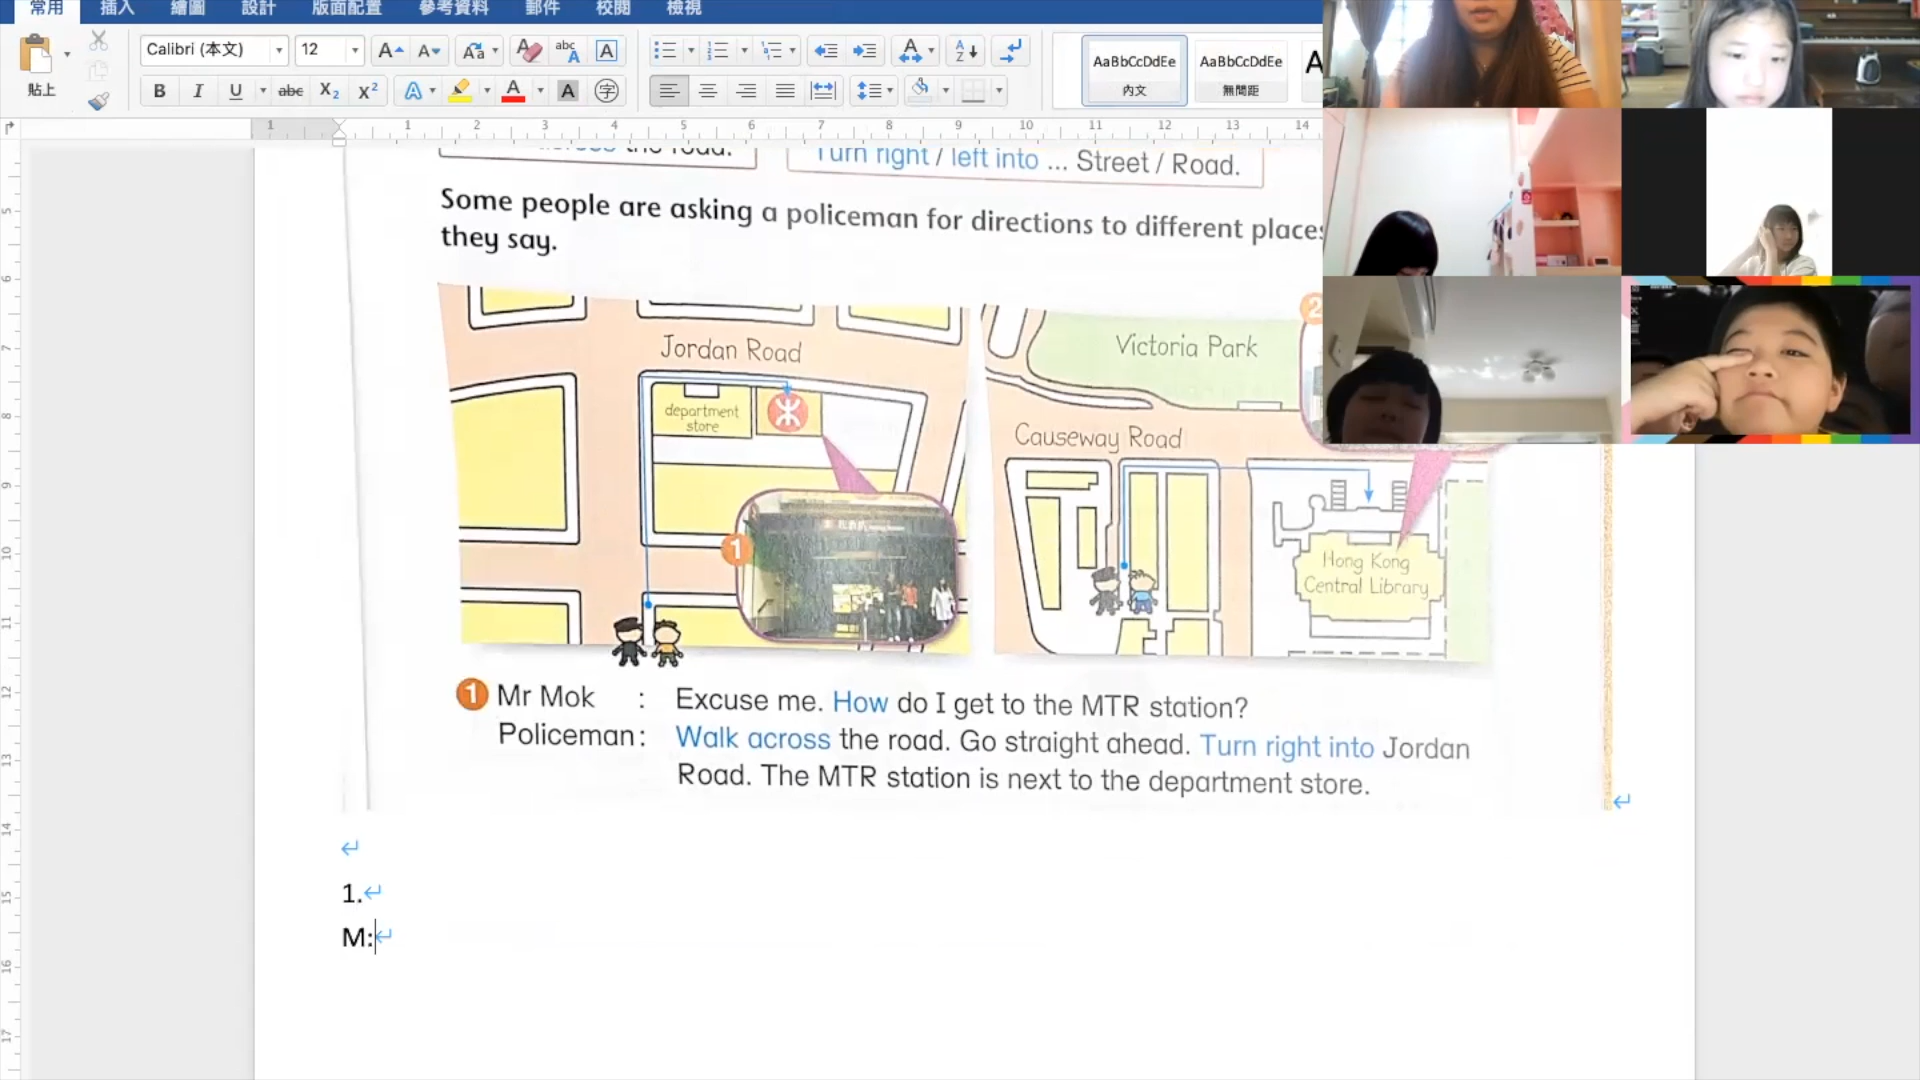 常用 插入 繪圖 設計 版面配置 參考資料 郵件 校閱 檢視
Calibri (本文) 12
AaBbCcDdEe AaBbCcDdEe
貼上 內文 無間距
the road.
Turn right / left into ... Street / Road.
Some people are asking a policeman for directions to different places
they say.
Jordan Road
department
store
1
Victoria Park
2
Causeway Road
Hong Kong
Central Library
1 Mr Mok : Excuse me. How do I get to the MTR station?
Policeman : Walk across the road. Go straight ahead. Turn right into Jordan
Road. The MTR station is next to the department store.
1.
M: